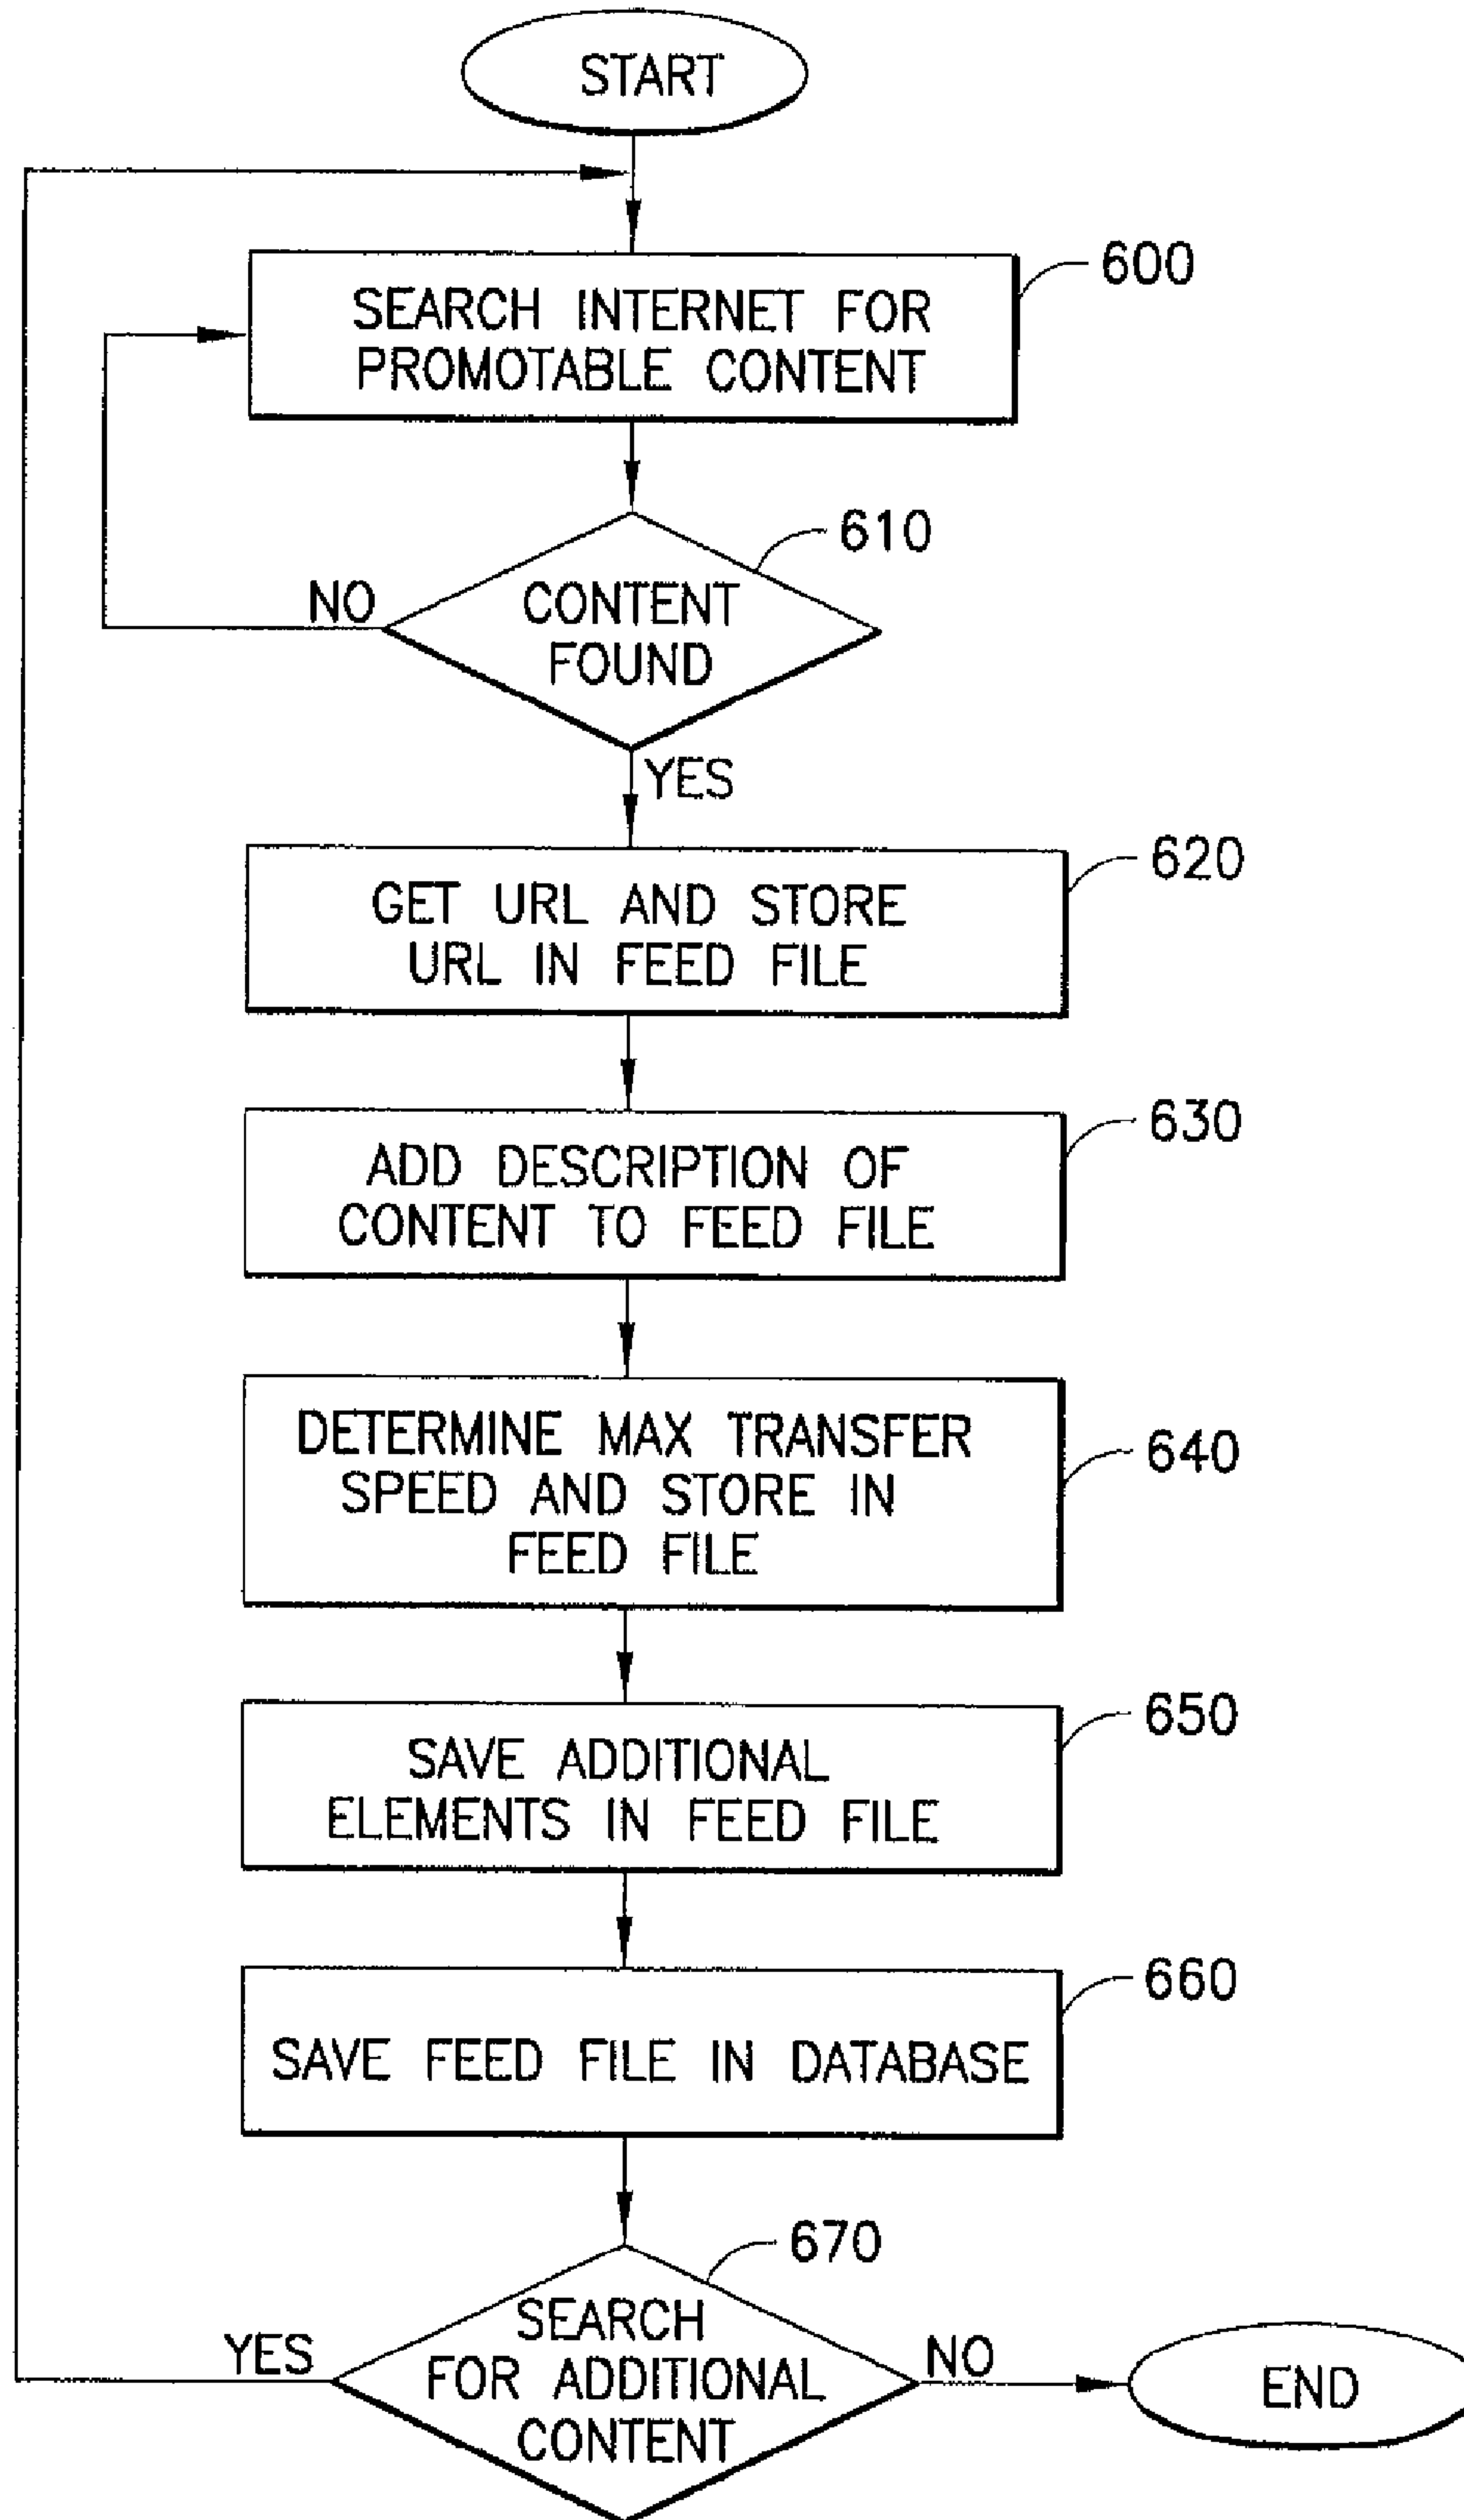 START
600
SEARCH INTERNET FOR
PROMOTABLE CONTENT
610
NO
CONTENT
FOUND
YES
620
GET URL AND STORE
URL IN FEED FILE
630
ADD DESCRIPTION OF
CONTENT TO FEED FILE
640
DETERMINE MAX TRANSFER
SPEED AND STORE IN
FEED FILE
650
SAVE ADDITIONAL
ELEMENTS IN FEED FILE
660
SAVE FEED FILE IN DATABASE
670
YES
SEARCH
FOR ADDITIONAL
CONTENT
NO
END